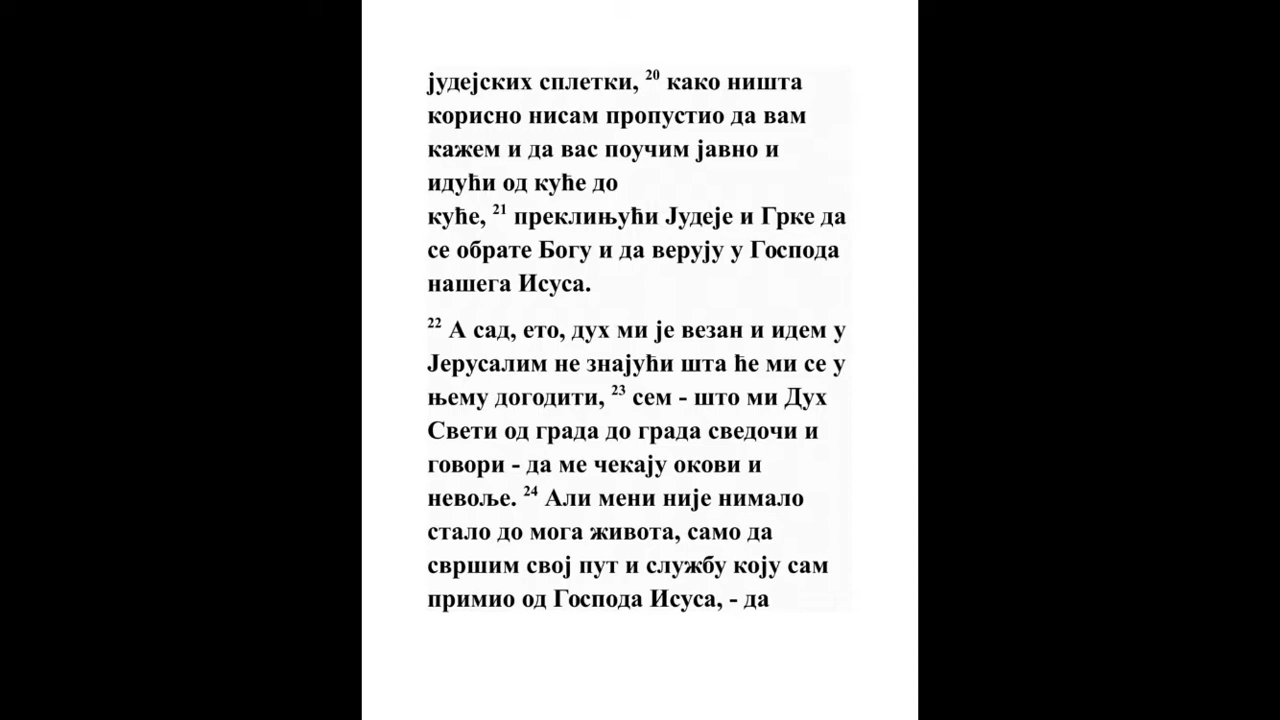 јудејских сплетки, 20 како ништа
корисно нисам пропустио да вам
кажем и да вас поучим јавно и
идући од куће до
куће, 21 преклињући Јудеје и Грке да
се обрате Богу и да верују у Господа
нашега Исуса.
22 А сад, ето, дух ми је везан и идем у
Јерусалим не знајући шта ће ми се у
њему догодити, 23 сем - што ми Дух
Свети од града до града сведочи и
говори - да ме чекају окови и
невоље. 24 Али мени није нимало
стало до мога живота, само да
свршим свој пут и службу коју сам
примио од Господа Исуса, - да